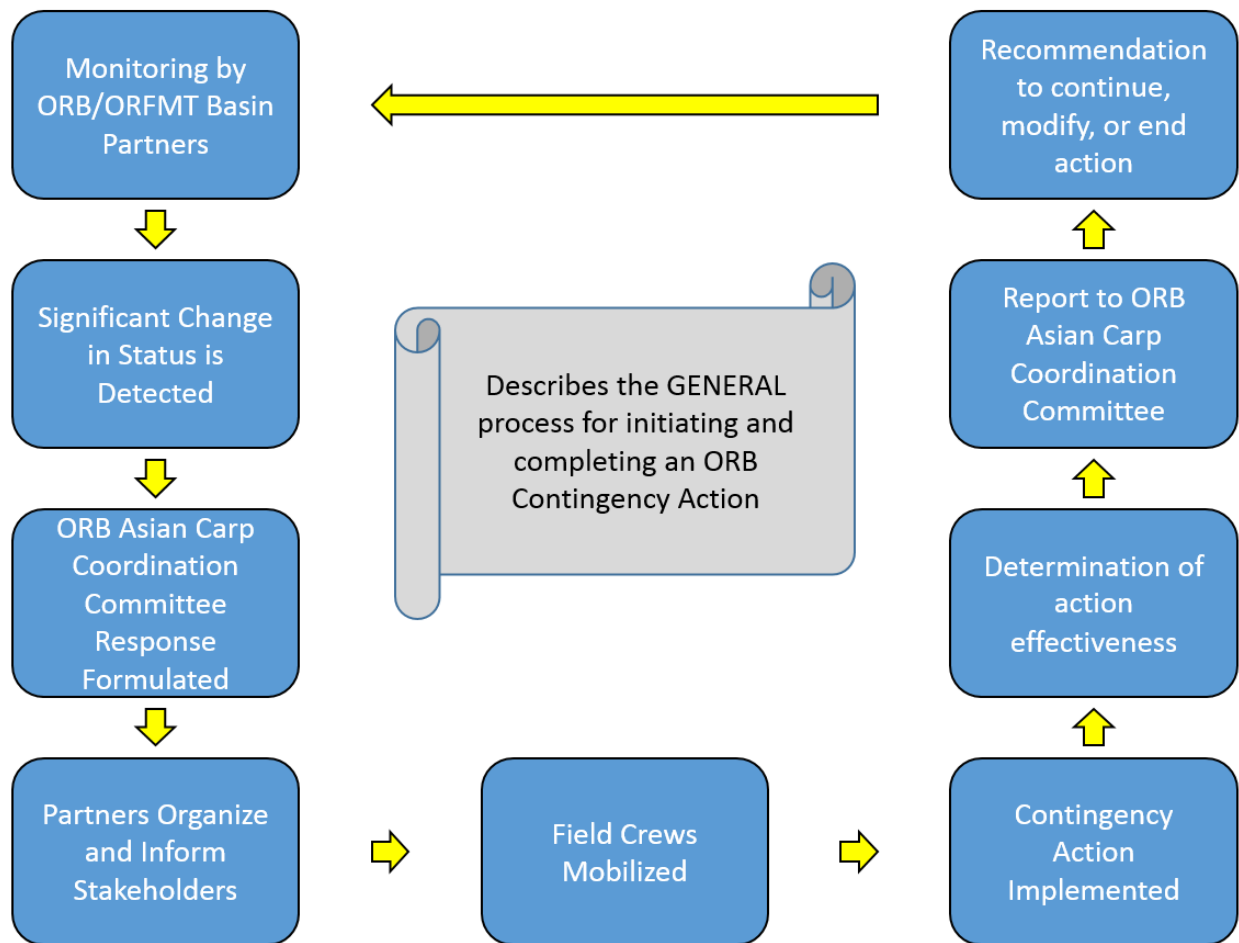 Monitoring by
ORB/ORFMT Basin
Partners
Significant Change
in Status is
Detected
ORB Asian Carp
Coordination
Committee
Response
Formulated
Partners Organize
and Inform
Stakeholders
Field Crews
Mobilized
Contingency
Action
Implemented
Determination of
action
effectiveness
Report to ORB
Asian Carp
Coordination
Committee
Recommendation
to continue,
modify, or end
action
Describes the GENERAL
process for initiating and
completing an ORB
Contingency Action